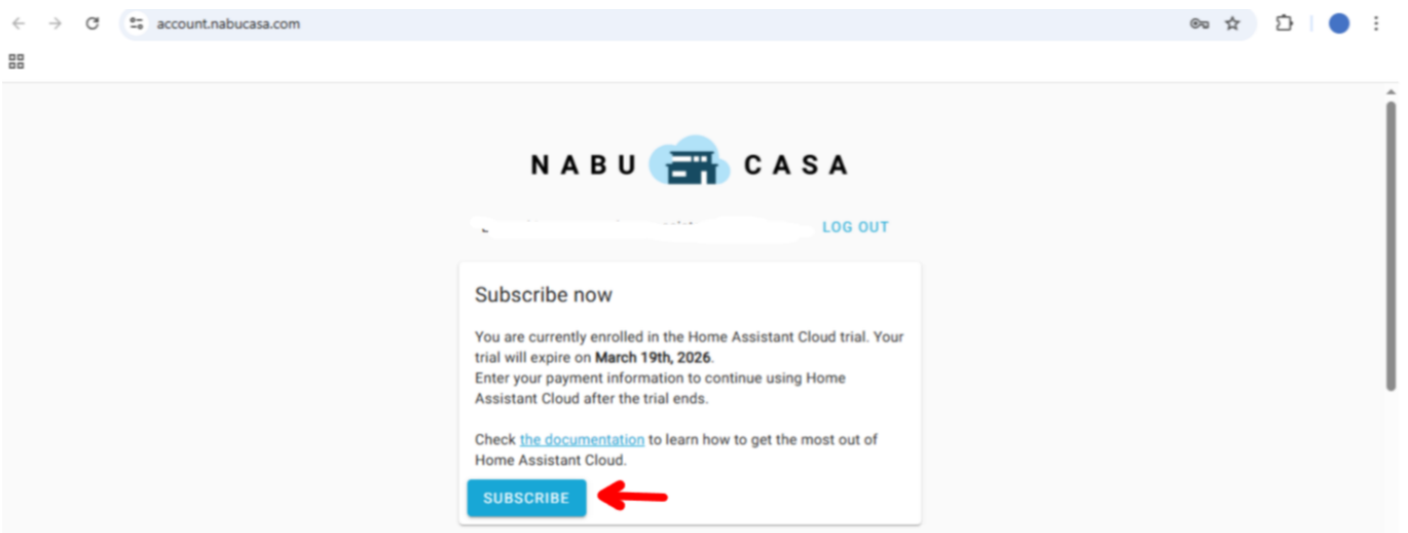 account.nabucasa.com
NABU CASA
LOG OUT
Subscribe now
You are currently enrolled in the Home Assistant Cloud trial. Your
trial will expire on March 19th, 2026.
Enter your payment information to continue using Home
Assistant Cloud after the trial ends.
Check the documentation to learn how to get the most out of
Home Assistant Cloud.
SUBSCRIBE